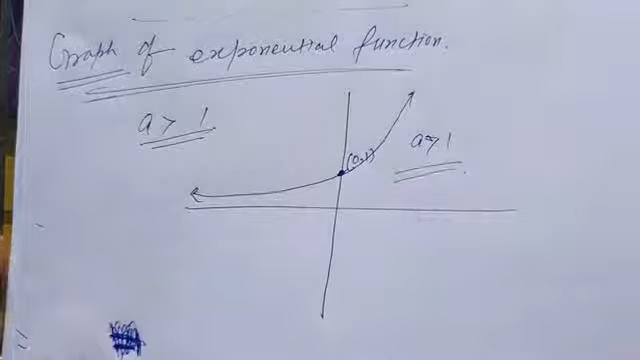 Graph of exponential function.
a > 1
(0,1)
a > 1